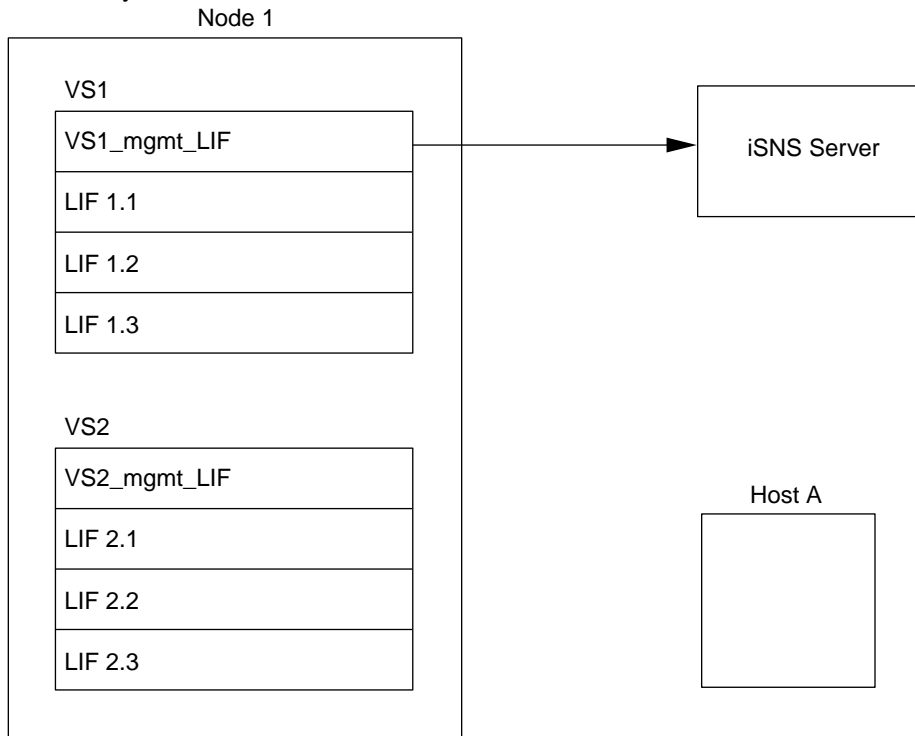 Node 1
VS1
VS1_mgmt_LIF
iSNS Server
LIF 1.1
LIF 1.2
LIF 1.3
VS2
VS2_mgmt_LIF
Host A
LIF 2.1
LIF 2.2
LIF 2.3